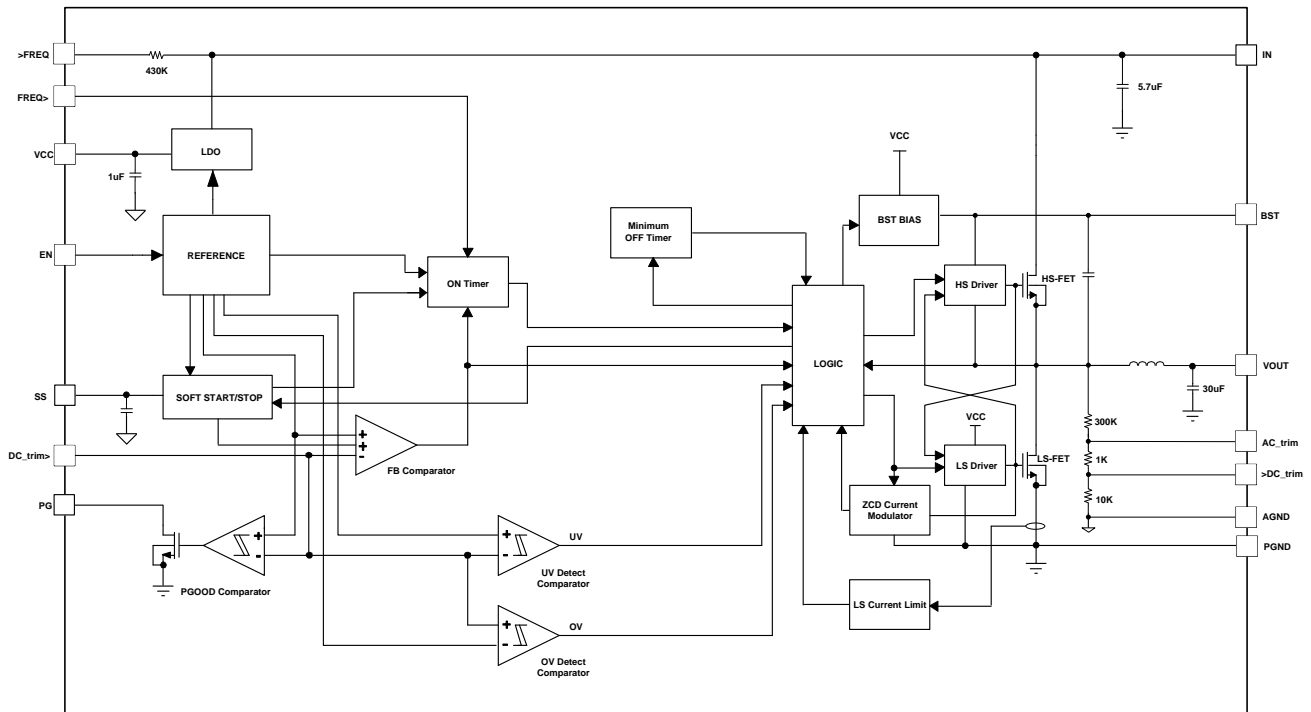 >FREQ
430K
IN
5.7uF
FREQ>
VCC
LDO
1uF
VCC
Minimum
OFF Timer
BST BIAS
BST
EN
REFERENCE
ON Timer
HS Driver
HS-FET
LOGIC
VOUT
30uF
SS
SOFT START/STOP
300K
VCC
AC_trim
DC_trim>
+
+
-
FB Comparator
LS Driver
LS-FET
1K
>DC_trim
PG
10K
ZCD Current
Modulator
AGND
PGND
+
-
PGOOD Comparator
+
-
UV
UV Detect
Comparator
LS Current Limit
+
-
OV
OV Detect
Comparator